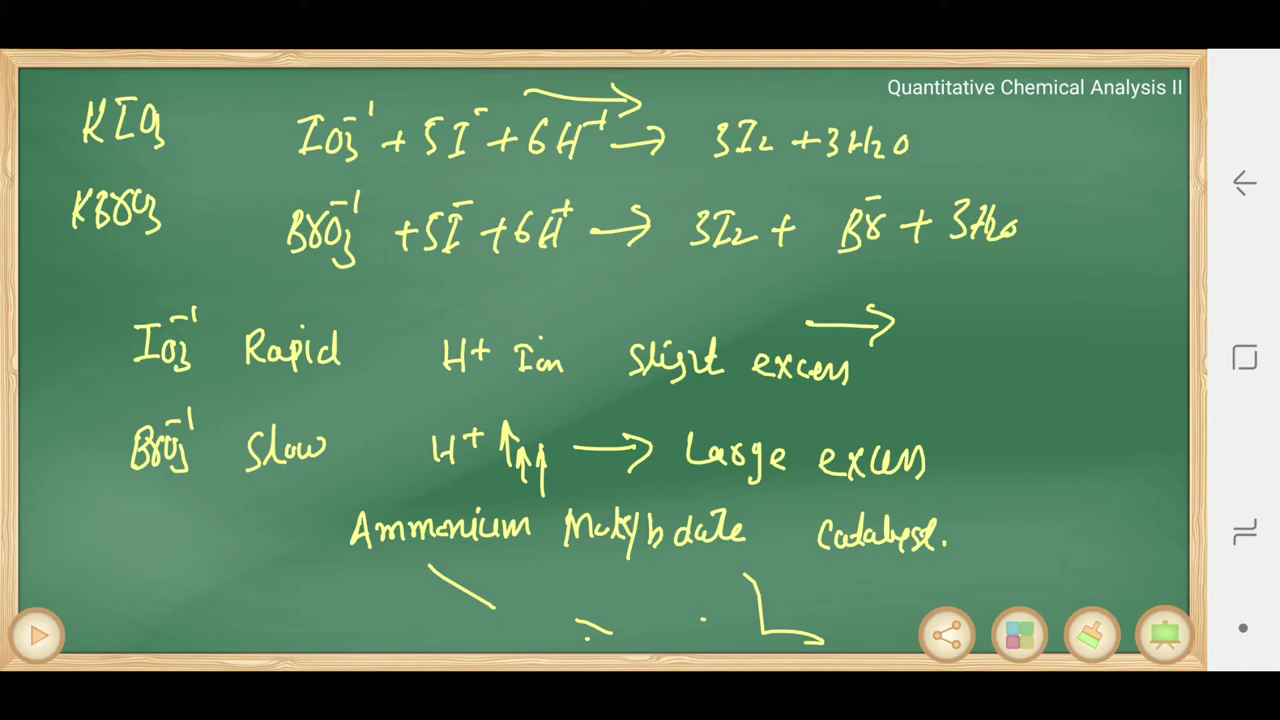 Quantitative Chemical Analysis II
KIO3 IO3⁻¹ + 5I⁻ + 6H⁺ → 3I2 + 3H2O
KBrO3 BrO3⁻¹ + 5I⁻ + 6H⁺ → 3I2 + Br⁻ + 3H2O
IO3⁻¹ Rapid H+ Ion Slight excess →
BrO3⁻¹ Slow H+ ↑↑↑ → Large excess
Ammonium Molybdate Catalyst.